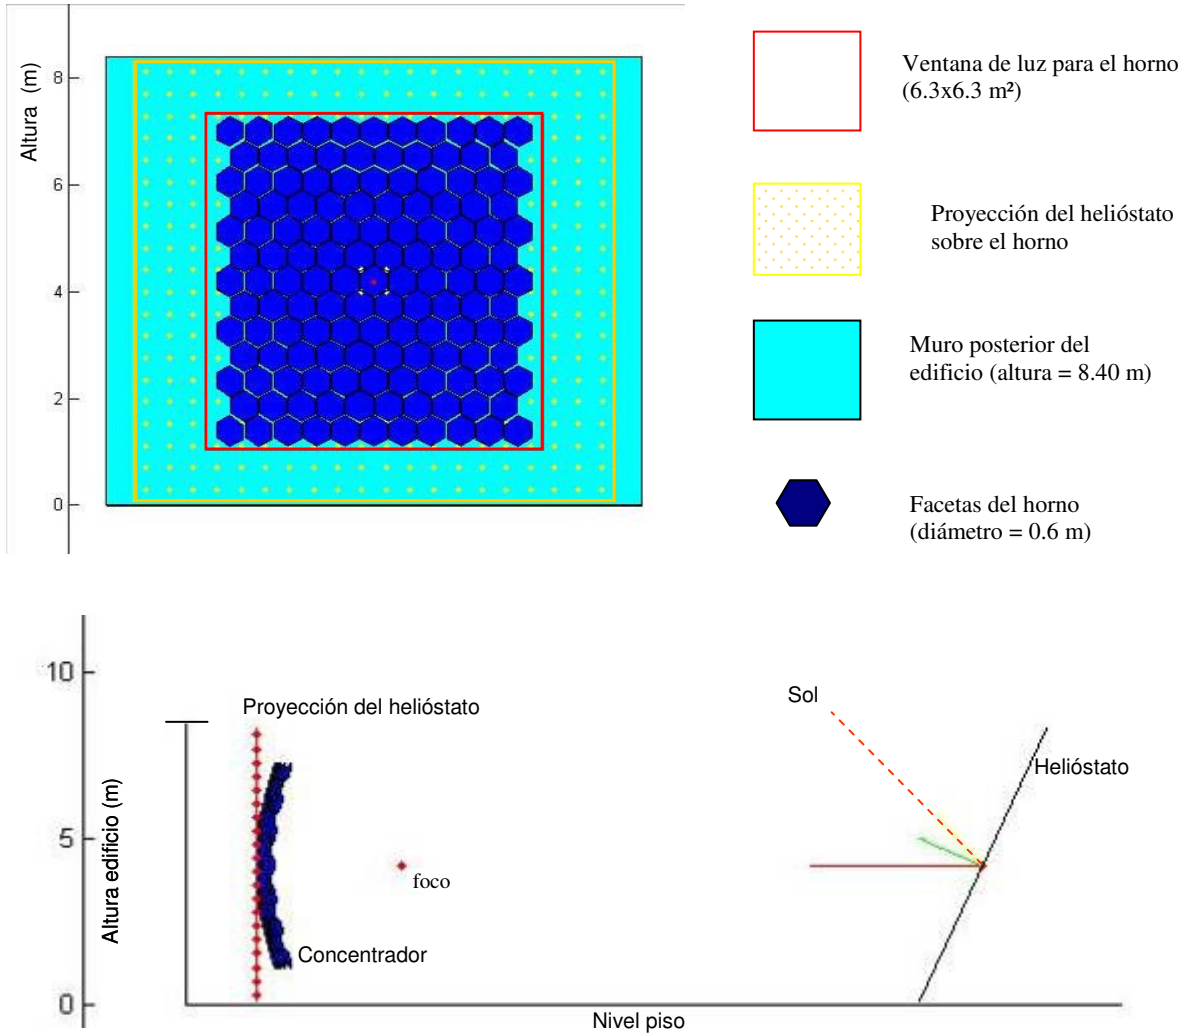 Altura (m)
8
6
4
2
0
Ventana de luz para el horno
(6.3x6.3 m²)
Proyección del helióstato
sobre el horno
Muro posterior del
edificio (altura = 8.40 m)
Facetas del horno
(diámetro = 0.6 m)
Altura edificio (m)
10
5
0
Proyección del helióstato
Sol
Helióstato
foco
Concentrador
Nivel piso